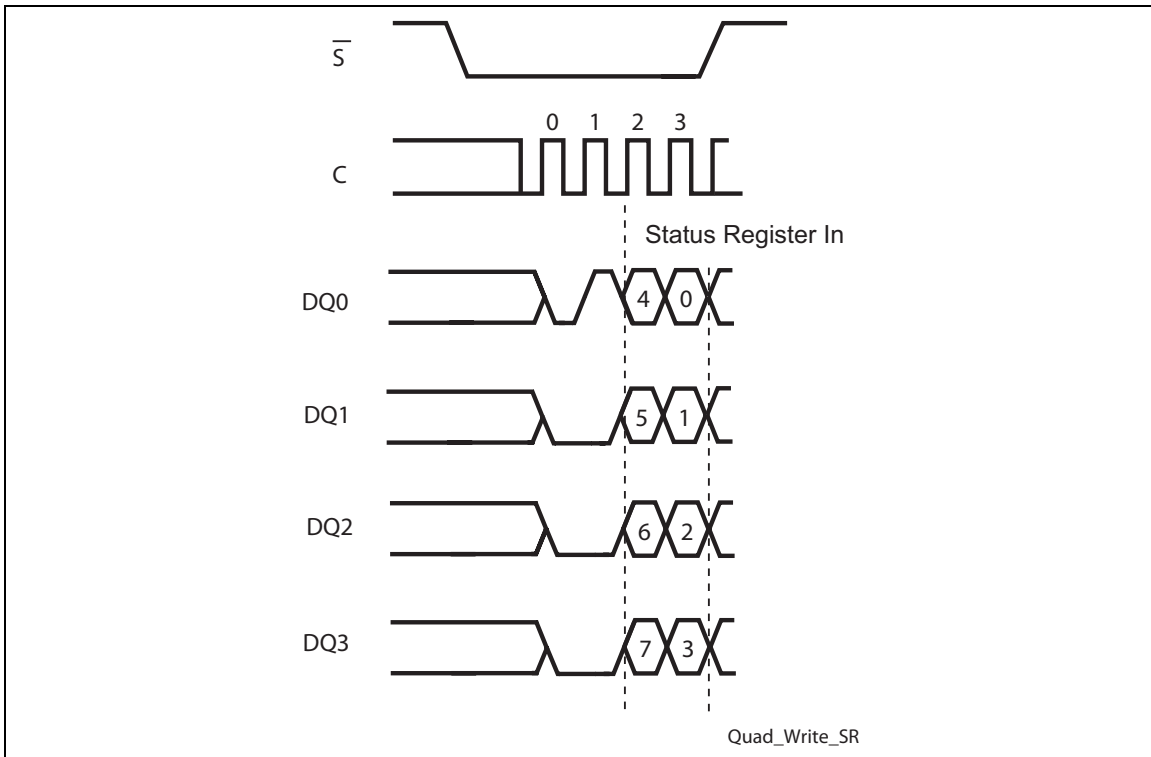 S
0 1 2 3
C
Status Register In
DQ0 4 0
DQ1 5 1
DQ2 6 2
DQ3 7 3
Quad_Write_SR